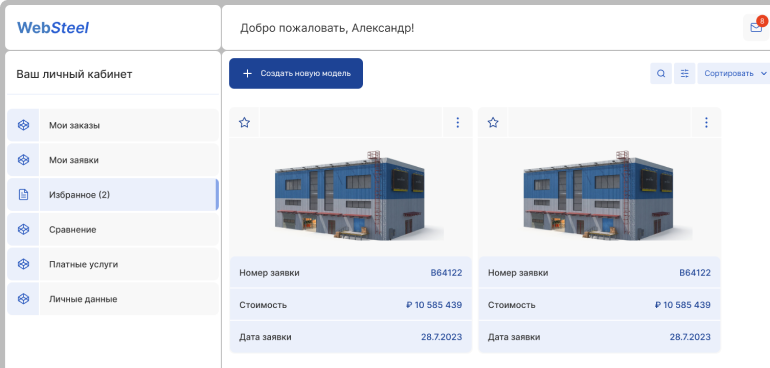 WebSteel
Добро пожаловать, Александр!
8
Ваш личный кабинет
Мои заказы
Мои заявки
Избранное (2)
Сравнение
Платные услуги
Личные данные
+ Создать новую модель
Сортировать
Номер заявки B64122
Стоимость ₽ 10 585 439
Дата заявки 28.7.2023
Номер заявки B64122
Стоимость ₽ 10 585 439
Дата заявки 28.7.2023